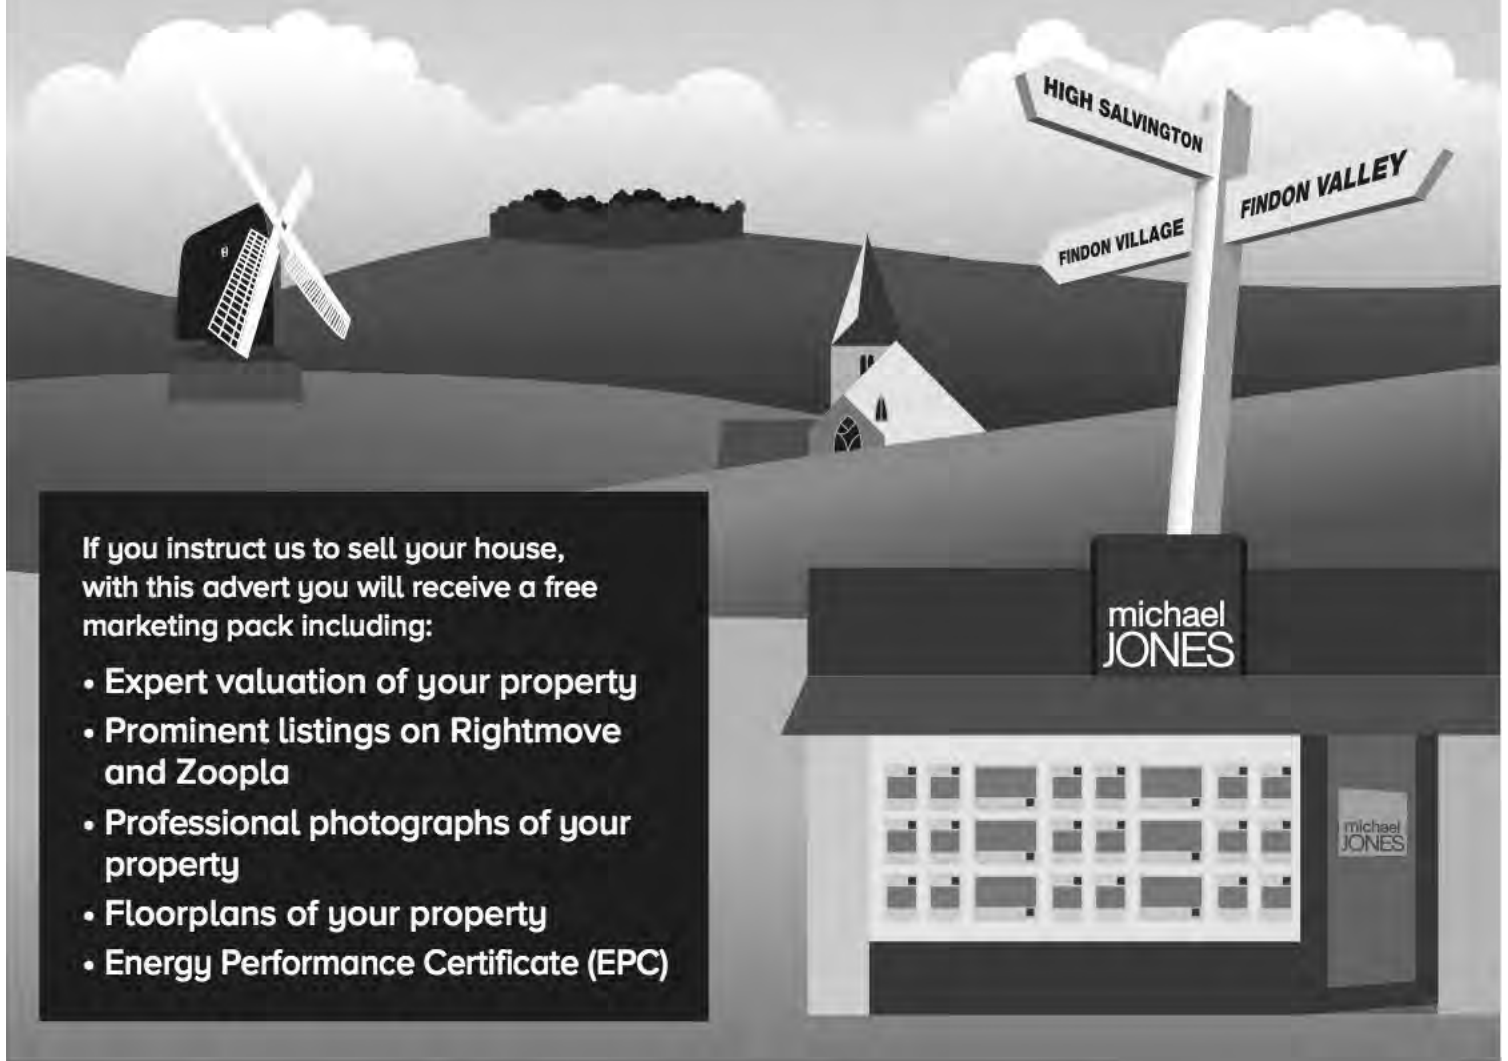 HIGH SALVINGTON
FINDON VALLEY
FINDON VILLAGE
If you instruct us to sell your house,
with this advert you will receive a free
marketing pack including:
• Expert valuation of your property
• Prominent listings on Rightmove
and Zoopla
• Professional photographs of your
property
• Floorplans of your property
• Energy Performance Certificate (EPC)
michael
JONES
michael
JONES